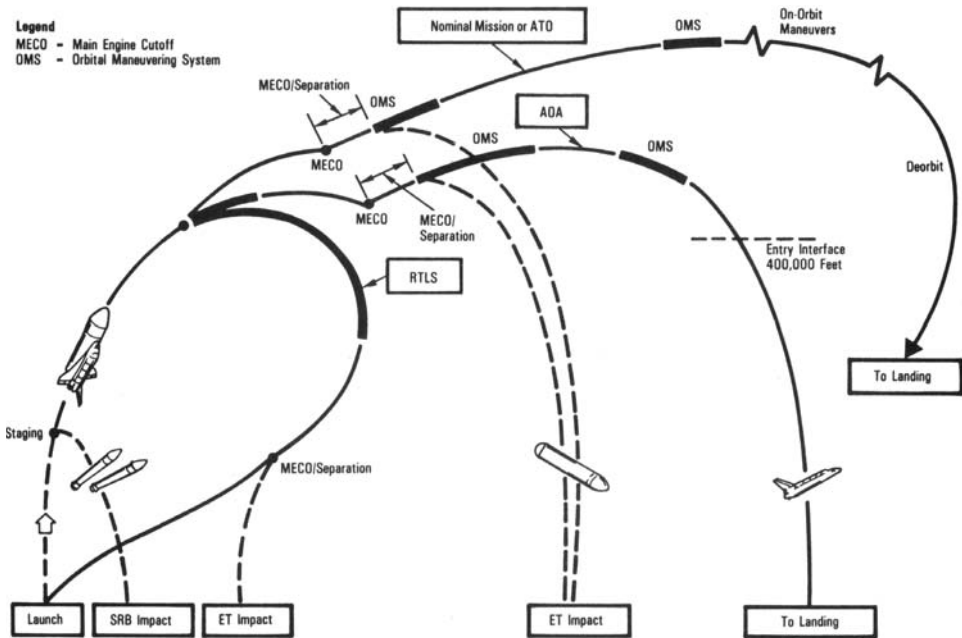 Legend
MECO - Main Engine Cutoff
OMS - Orbital Maneuvering System
Nominal Mission or ATO
OMS
On-Orbit
Maneuvers
MECO/Separation
OMS
MECO
AOA
OMS
OMS
MECO
MECO/
Separation
Deorbit
Entry Interface
400,000 Feet
RTLS
To Landing
Staging
MECO/Separation
Launch
SRB Impact
ET Impact
ET Impact
To Landing